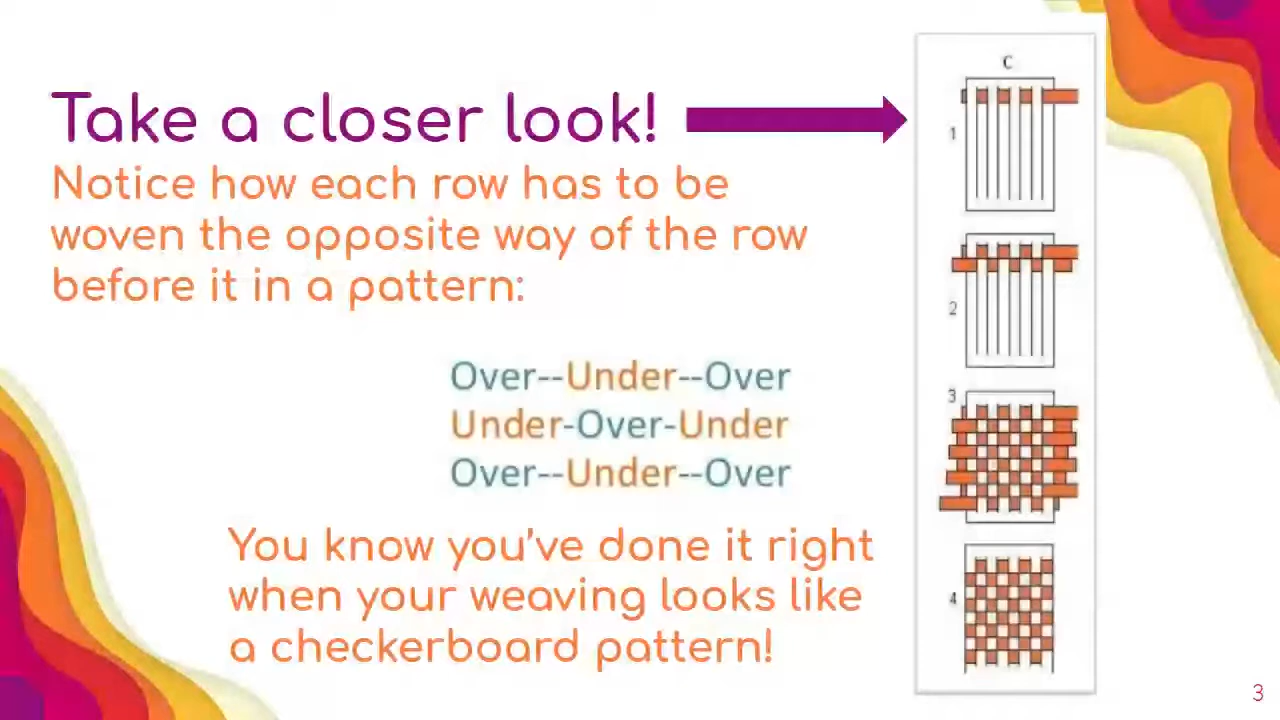 Take a closer look!
Notice how each row has to be
woven the opposite way of the row
before it in a pattern:
Over--Under--Over
Under-Over-Under
Over--Under--Over
You know you’ve done it right
when your weaving looks like
a checkerboard pattern!
C
1
2
3
4
3